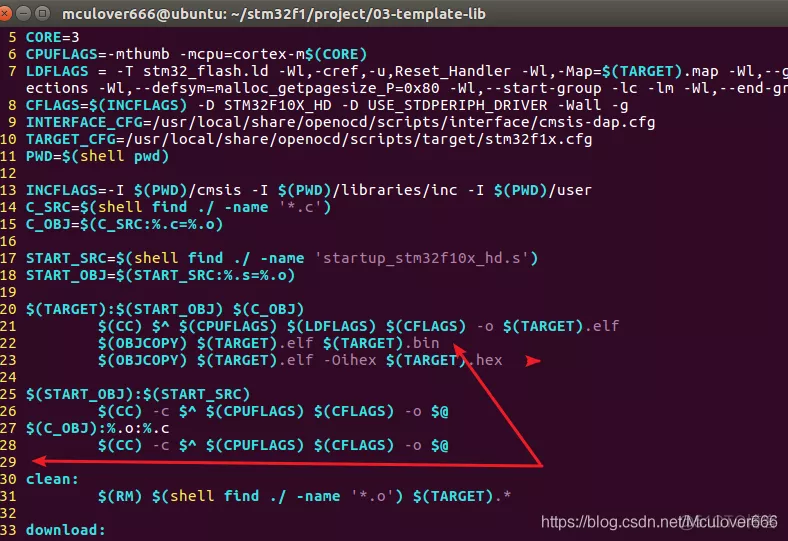 mculover666@ubuntu: ~/stm32f1/project/03-template-lib
5 CORE=3
6 CPUFLAGS=-mthumb -mcpu=cortex-m$(CORE)
7 LDFLAGS = -T stm32_flash.ld -Wl,-cref,-u,Reset_Handler -Wl,-Map=$(TARGET).map -Wl,--g
ections -Wl,--defsym=malloc_getpagesize_P=0x80 -Wl,--start-group -lc -lm -Wl,--end-gr
8 CFLAGS=$(INCFLAGS) -D STM32F10X_HD -D USE_STDPERIPH_DRIVER -Wall -g
9 INTERFACE_CFG=/usr/local/share/openocd/scripts/interface/cmsis-dap.cfg
10 TARGET_CFG=/usr/local/share/openocd/scripts/target/stm32f1x.cfg
11 PWD=$(shell pwd)
12
13 INCFLAGS=-I $(PWD)/cmsis -I $(PWD)/libraries/inc -I $(PWD)/user
14 C_SRC=$(shell find ./ -name '*.c')
15 C_OBJ=$(C_SRC:%.c=%.o)
16
17 START_SRC=$(shell find ./ -name 'startup_stm32f10x_hd.s')
18 START_OBJ=$(START_SRC:%.s=%.o)
19
20 $(TARGET):$(START_OBJ) $(C_OBJ)
21 $(CC) $^ $(CPUFLAGS) $(LDFLAGS) $(CFLAGS) -o $(TARGET).elf
22 $(OBJCOPY) $(TARGET).elf $(TARGET).bin
23 $(OBJCOPY) $(TARGET).elf -Oihex $(TARGET).hex
24
25 $(START_OBJ):$(START_SRC)
26 $(CC) -c $^ $(CPUFLAGS) $(CFLAGS) -o $@
27 $(C_OBJ):%.o:%.c
28 $(CC) -c $^ $(CPUFLAGS) $(CFLAGS) -o $@
29
30 clean:
31 $(RM) $(shell find ./ -name '*.o') $(TARGET).*
32
33 download:
https://blog.csdn.net/Mculover666